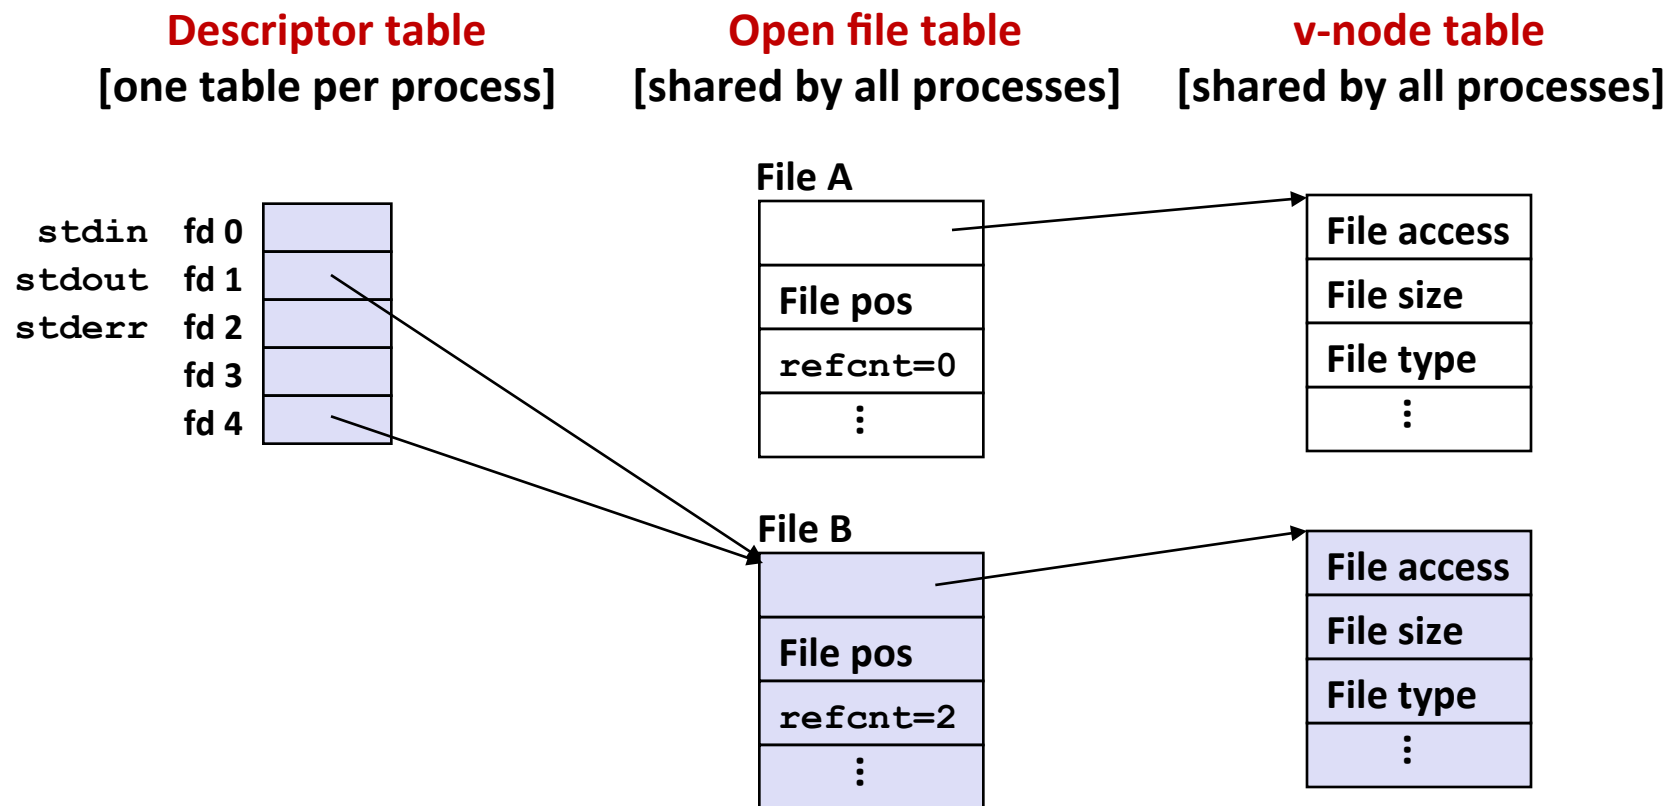 Descriptor table
[one table per process]
Open file table
[shared by all processes]
v-node table
[shared by all processes]
stdin fd 0
stdout fd 1
stderr fd 2
fd 3
fd 4
File A
File pos
refcnt=0
⋮
File access
File size
File type
⋮
File B
File pos
refcnt=2
⋮
File access
File size
File type
⋮